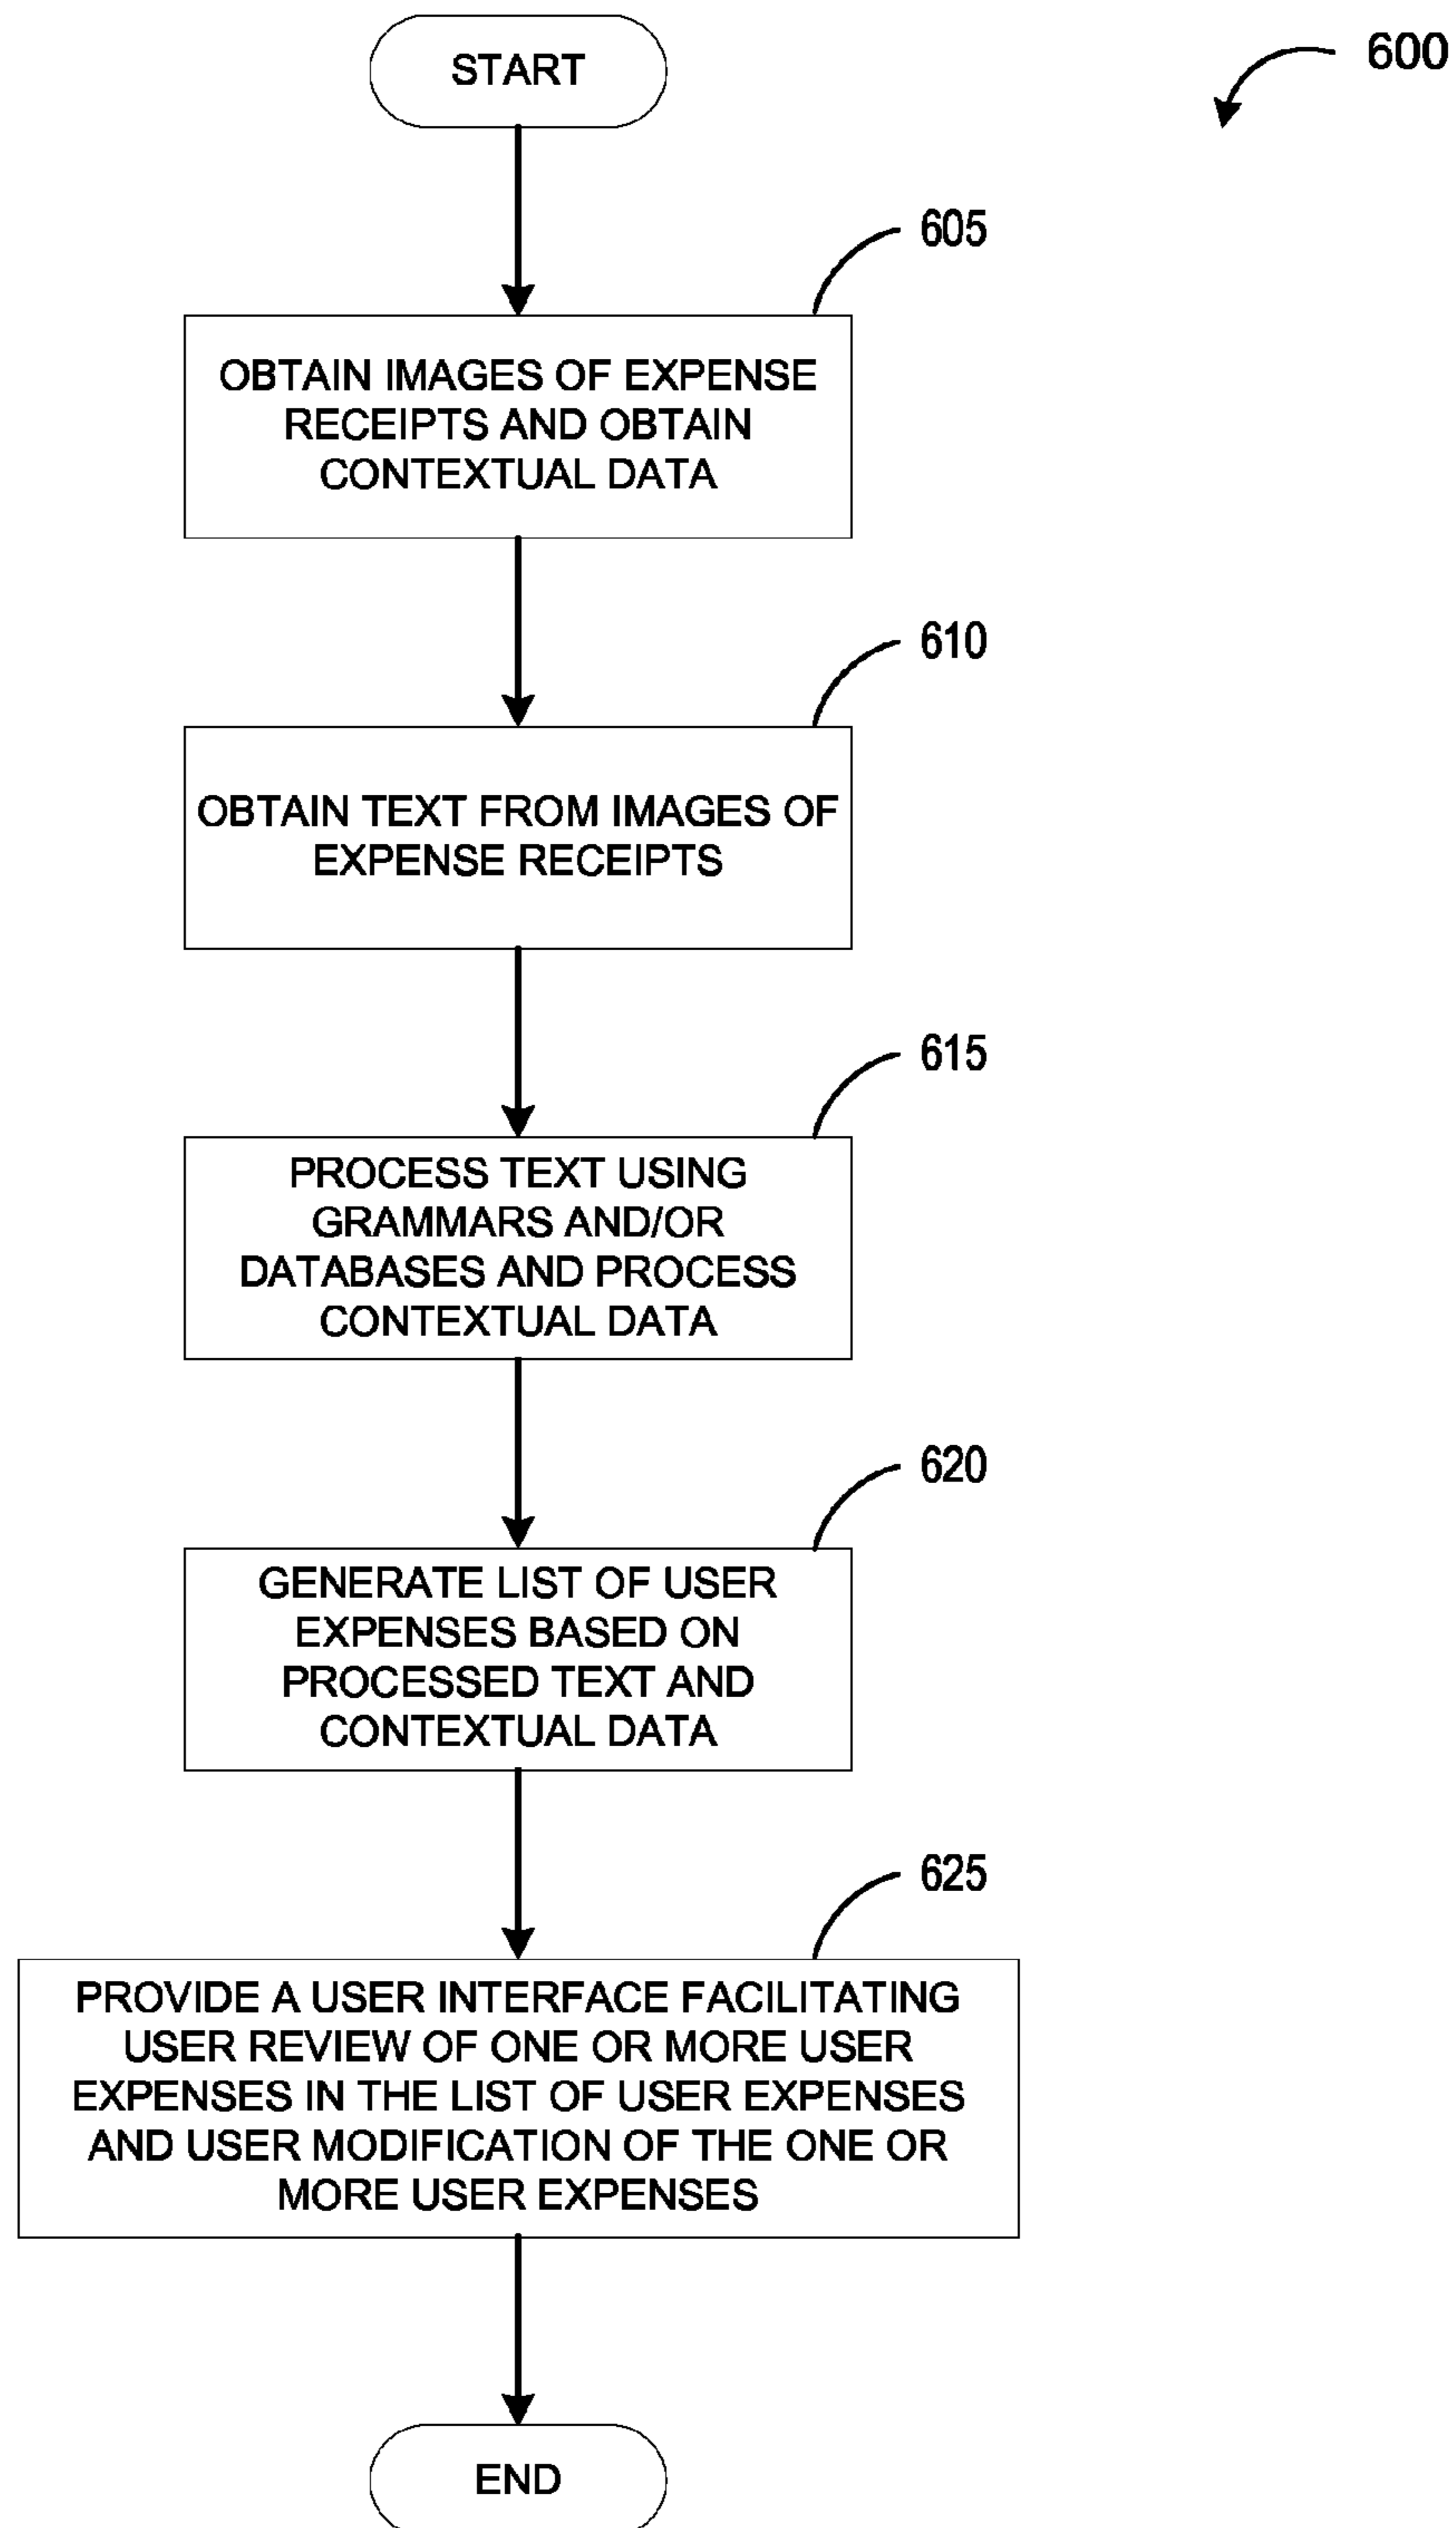 START
600
605
OBTAIN IMAGES OF EXPENSE
RECEIPTS AND OBTAIN
CONTEXTUAL DATA
610
OBTAIN TEXT FROM IMAGES OF
EXPENSE RECEIPTS
615
PROCESS TEXT USING
GRAMMARS AND/OR
DATABASES AND PROCESS
CONTEXTUAL DATA
620
GENERATE LIST OF USER
EXPENSES BASED ON
PROCESSED TEXT AND
CONTEXTUAL DATA
625
PROVIDE A USER INTERFACE FACILITATING
USER REVIEW OF ONE OR MORE USER
EXPENSES IN THE LIST OF USER EXPENSES
AND USER MODIFICATION OF THE ONE OR
MORE USER EXPENSES
END